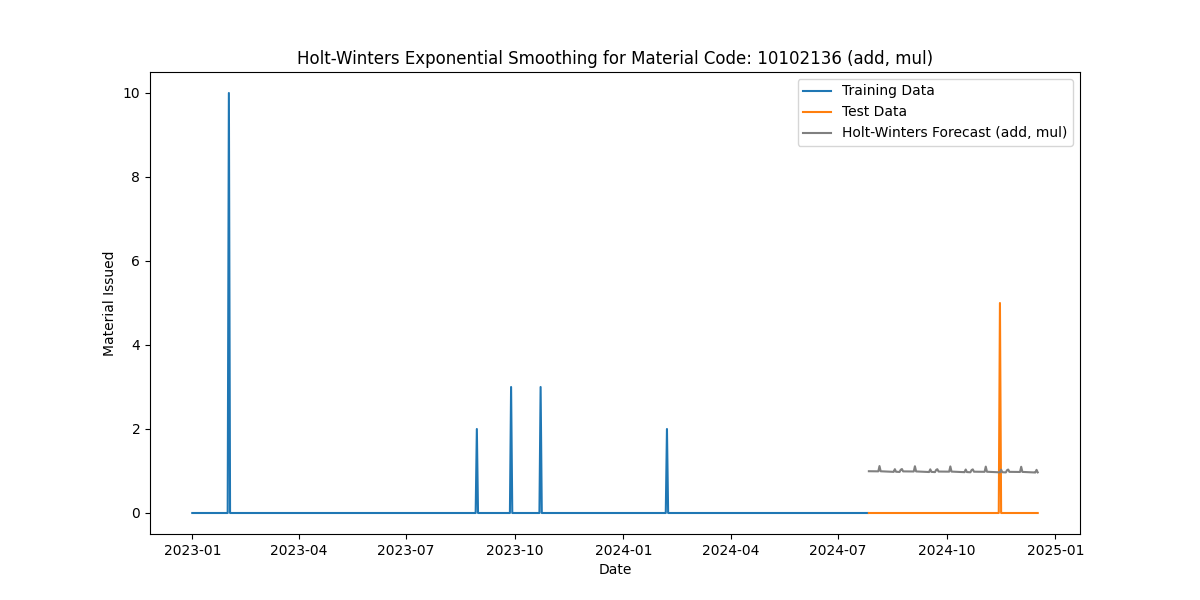 Holt-Winters Exponential Smoothing for Material Code: 10102136 (add, mul)
Training Data
Test Data
Holt-Winters Forecast (add, mul)
Material Issued
10
8
6
4
2
0
2023-01
2023-04
2023-07
2023-10
2024-01
2024-04
2024-07
2024-10
2025-01
Date